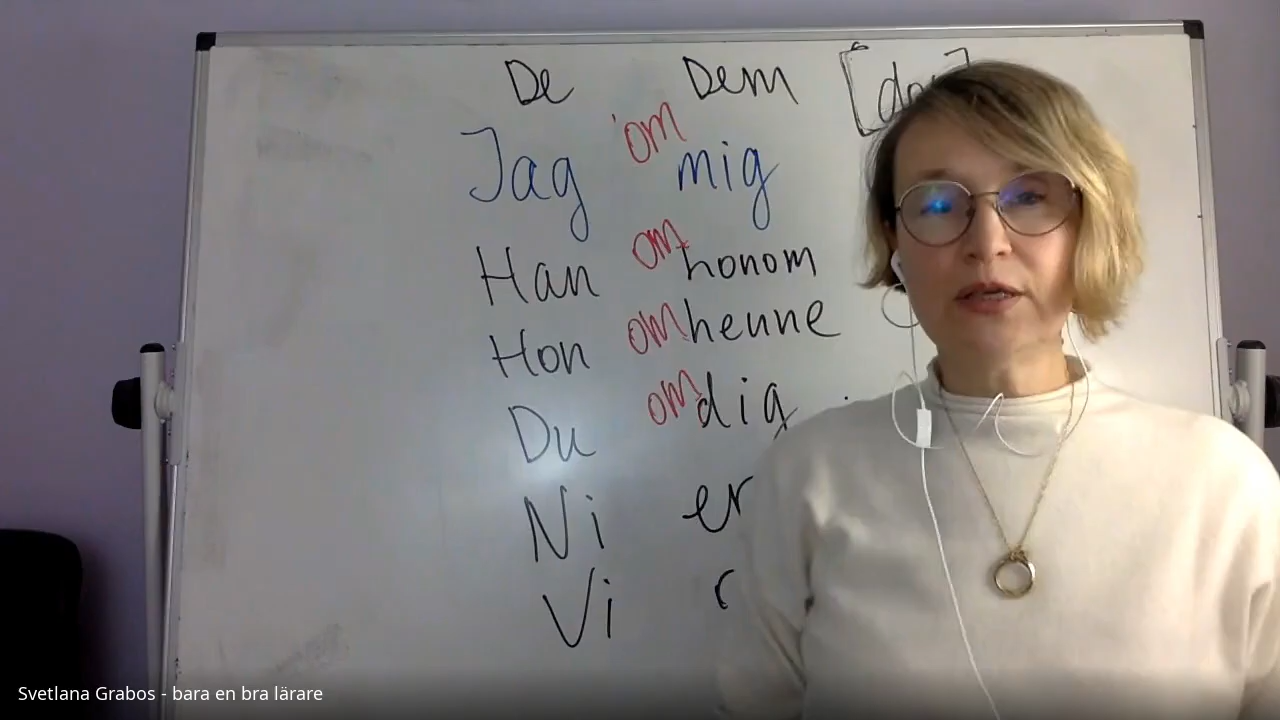 De Dem
Jag om mig
Han om honom
Hon om henne
Du om dig
Ni er
Vi
Svetlana Grabos - bara en bra lärare